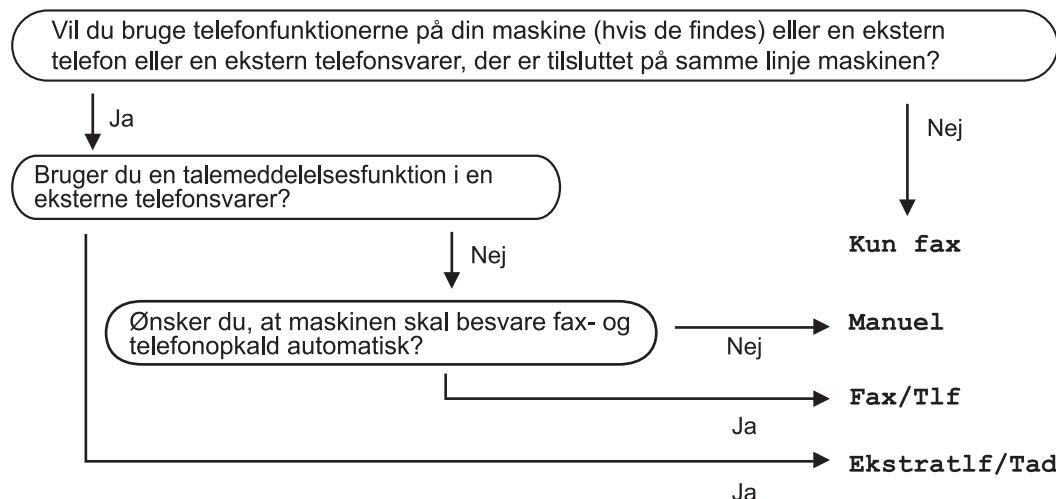 Vil du bruge telefonfunktionerne på din maskine (hvis de findes) eller en ekstern
telefon eller en ekstern telefonsvarer, der er tilsluttet på samme linje maskinen?
Ja
Nej
Bruger du en talemeddelelsesfunktion i en
eksterne telefonsvarer?
Kun fax
Nej
Ønsker du, at maskinen skal besvare fax- og
telefonopkald automatisk?
Manuel
Nej
Fax/Tlf
Ja
Ekstratlf/Tad
Ja